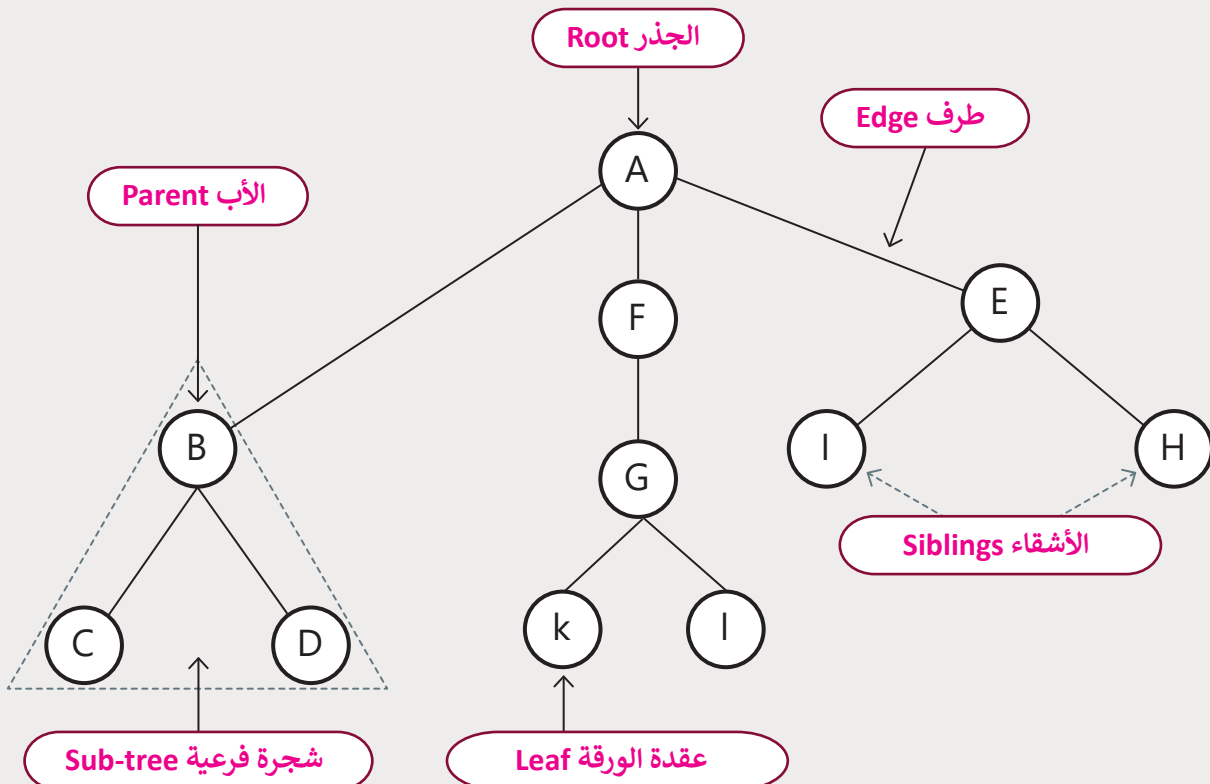 الجذر Root
طرف Edge
A
الأب Parent
F
E
B
G
I
H
الأشقاء Siblings
C
D
k
l
شجرة فرعية Sub-tree
عقدة الورقة Leaf